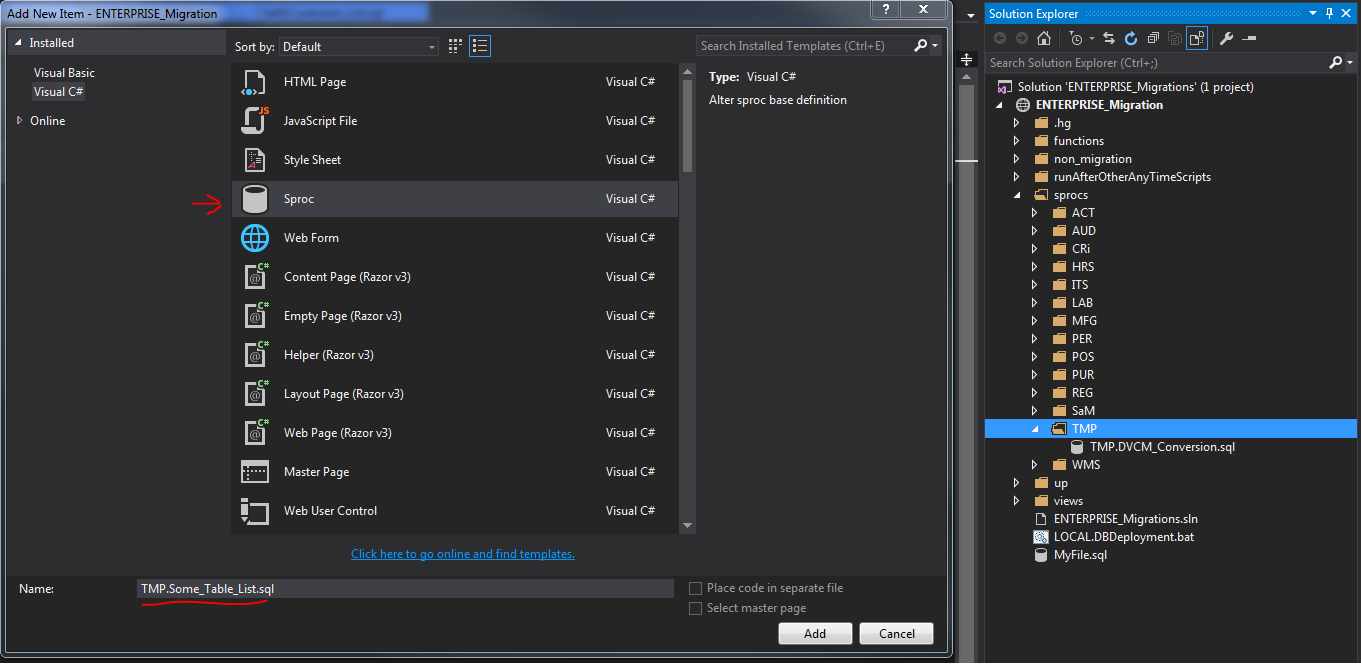 Add New Item - ENTERPRISE_Migration
?
Installed
Visual Basic
Visual C#
Online
Sort by: Default
Search Installed Templates (Ctrl+E)
HTML Page Visual C#
JavaScript File Visual C#
Style Sheet Visual C#
Sproc Visual C#
Web Form Visual C#
Content Page (Razor v3) Visual C#
Empty Page (Razor v3) Visual C#
Helper (Razor v3) Visual C#
Layout Page (Razor v3) Visual C#
Web Page (Razor v3) Visual C#
Master Page Visual C#
Web User Control Visual C#
Type: Visual C#
Alter sproc base definition
Click here to go online and find templates.
Name: TMP.Some_Table_List.sql
Place code in separate file
Select master page
Add Cancel
Solution Explorer
Search Solution Explorer (Ctrl+;)
Solution 'ENTERPRISE_Migrations' (1 project)
ENTERPRISE_Migration
.hg
functions
non_migration
runAfterOtherAnyTimeScripts
sprocs
ACT
AUD
CRi
HRS
ITS
LAB
MFG
PER
POS
PUR
REG
SaM
TMP
TMP.DVCM_Conversion.sql
WMS
up
views
ENTERPRISE_Migrations.sln
LOCAL.DBDeployment.bat
MyFile.sql